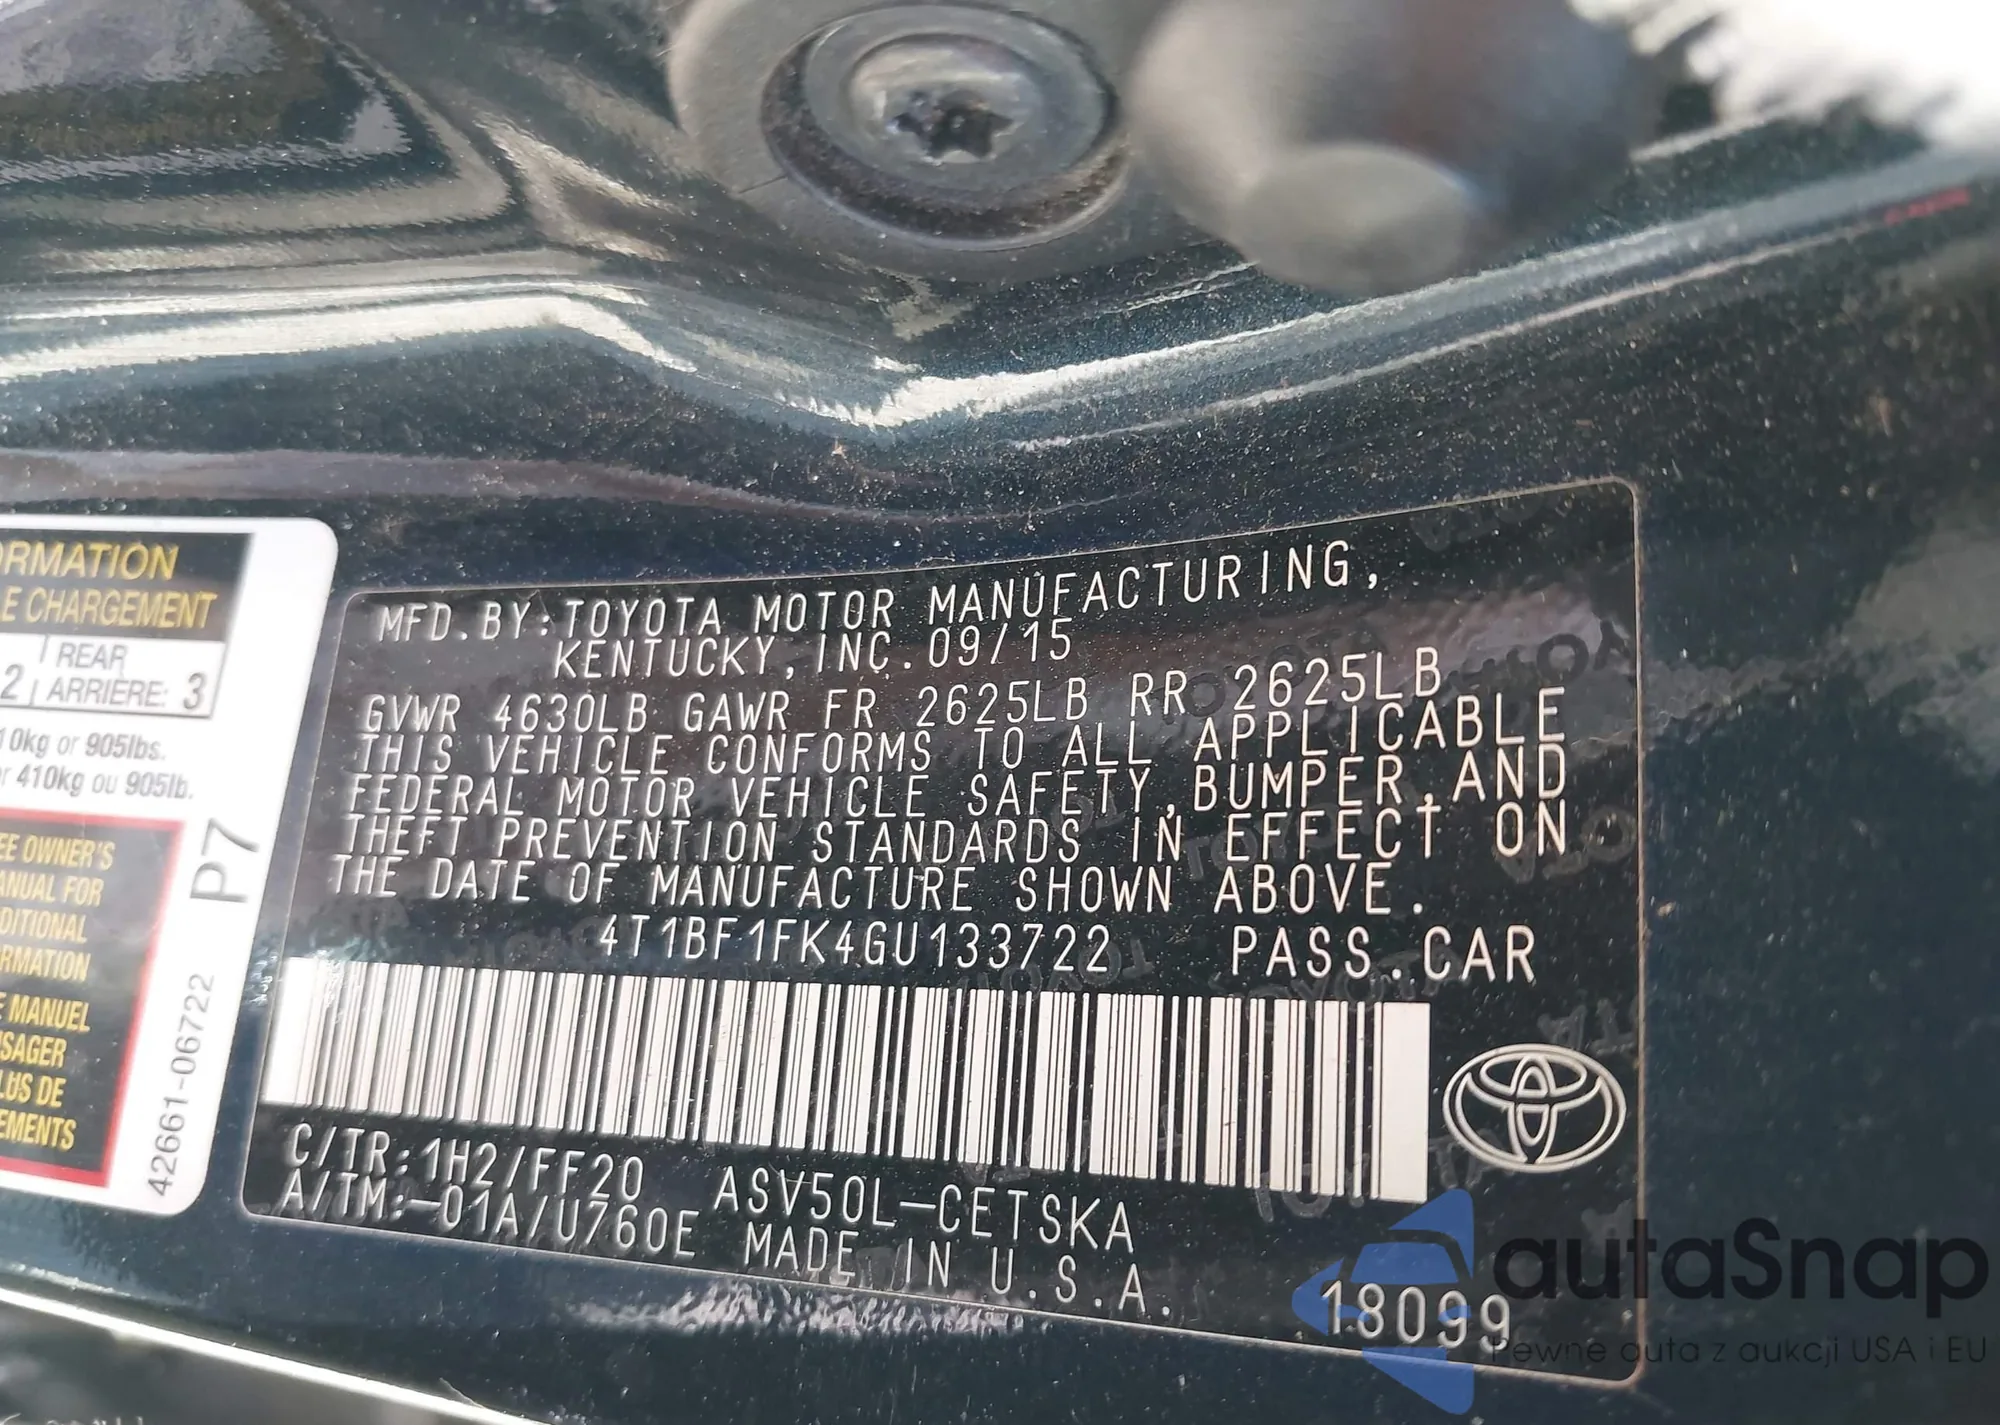 ORMATION
E CHARGEMENT
2 REAR
ARRIÈRE: 3
10kg or 905lbs.
r 410kg ou 905lb.
EE OWNER'S
ANUAL FOR
DITIONAL
RMATION
E MANUEL
SAGER
LUS DE
EMENTS
P7
42661-06722
MFD.BY:TOYOTA MOTOR MANUFACTURING,
KENTUCKY, INC. 09/15
GVWR 4630LB GAWR FR 2625LB RR 2625LB
THIS VEHICLE CONFORMS TO ALL APPLICABLE
FEDERAL MOTOR VEHICLE SAFETY,BUMPER,AND
THEFT PREVENTION STANDARDS IN EFFECT ON
THE DATE OF MANUFACTURE SHOWN ABOVE.
4T1BF1FK4GU133722 PASS.CAR
C/TR:1H2/FF20 ASV50L-CETSKA
A/TM:-01A/U760E MADE IN U.S.A.
18099
autaSnap
Pewne auta z aukcji USA i EU